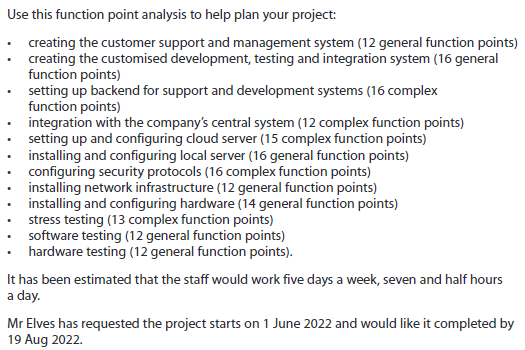 Use this function point analysis to help plan your project:
• creating the customer support and management system (12 general function points)
• creating the customised development, testing and integration system (16 general
function points)
• setting up backend for support and development systems (16 complex
function points)
• integration with the company's central system (12 complex function points)
• setting up and configuring cloud server (15 complex function points)
• installing and configuring local server (16 general function points)
• configuring security protocols (16 complex function points)
• installing network infrastructure (12 general function points)
• installing and configuring hardware (14 general function points)
• stress testing (13 complex function points)
• software testing (12 general function points)
• hardware testing (12 general function points).
It has been estimated that the staff would work five days a week, seven and half hours
a day.
Mr Elves has requested the project starts on 1 June 2022 and would like it completed by
19 Aug 2022.